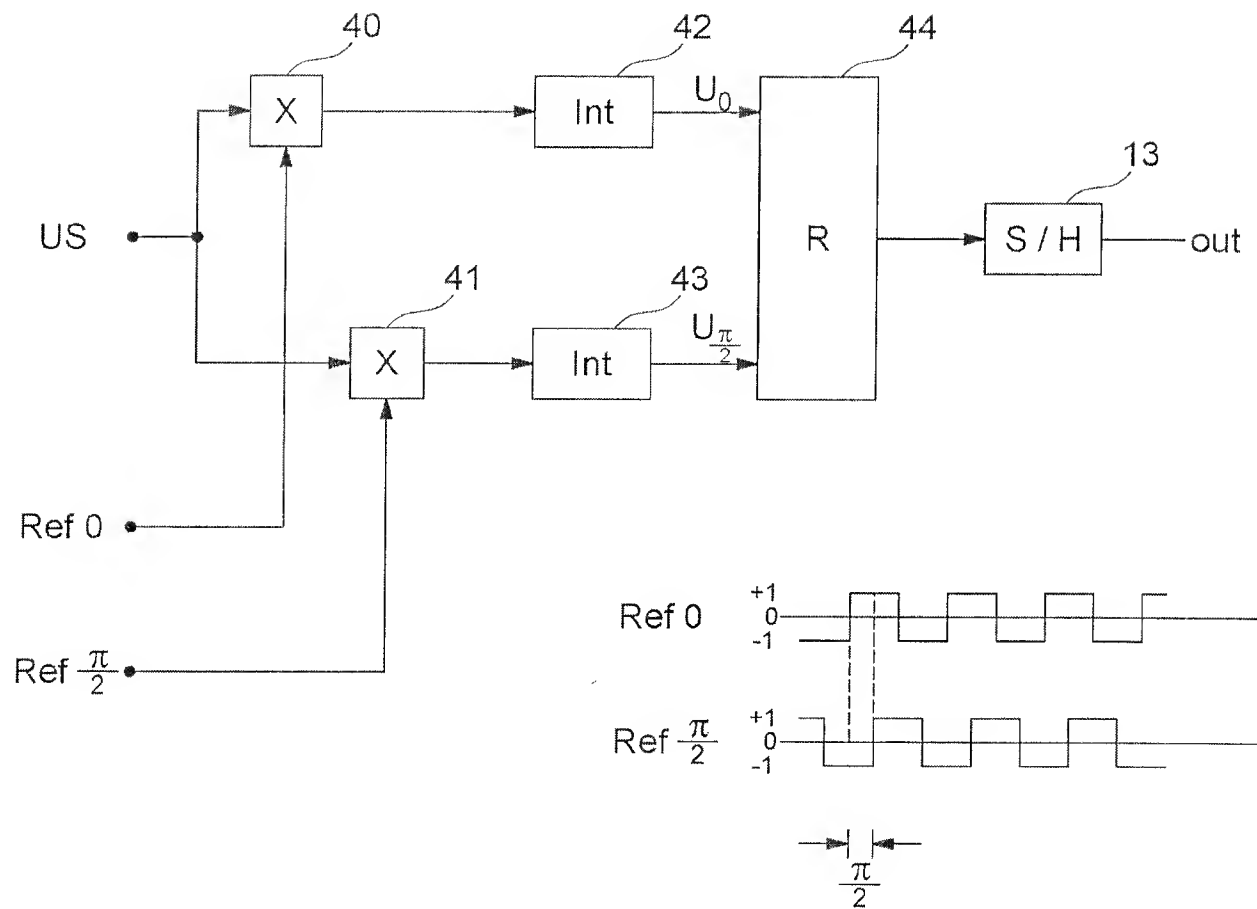 40
42
44
X
Int
U0
13
US
R
S / H
out
41
43
X
Int
Uπ/2
Ref 0
Ref π/2
Ref 0
+1
0
-1
Ref π/2
+1
0
-1
π/2